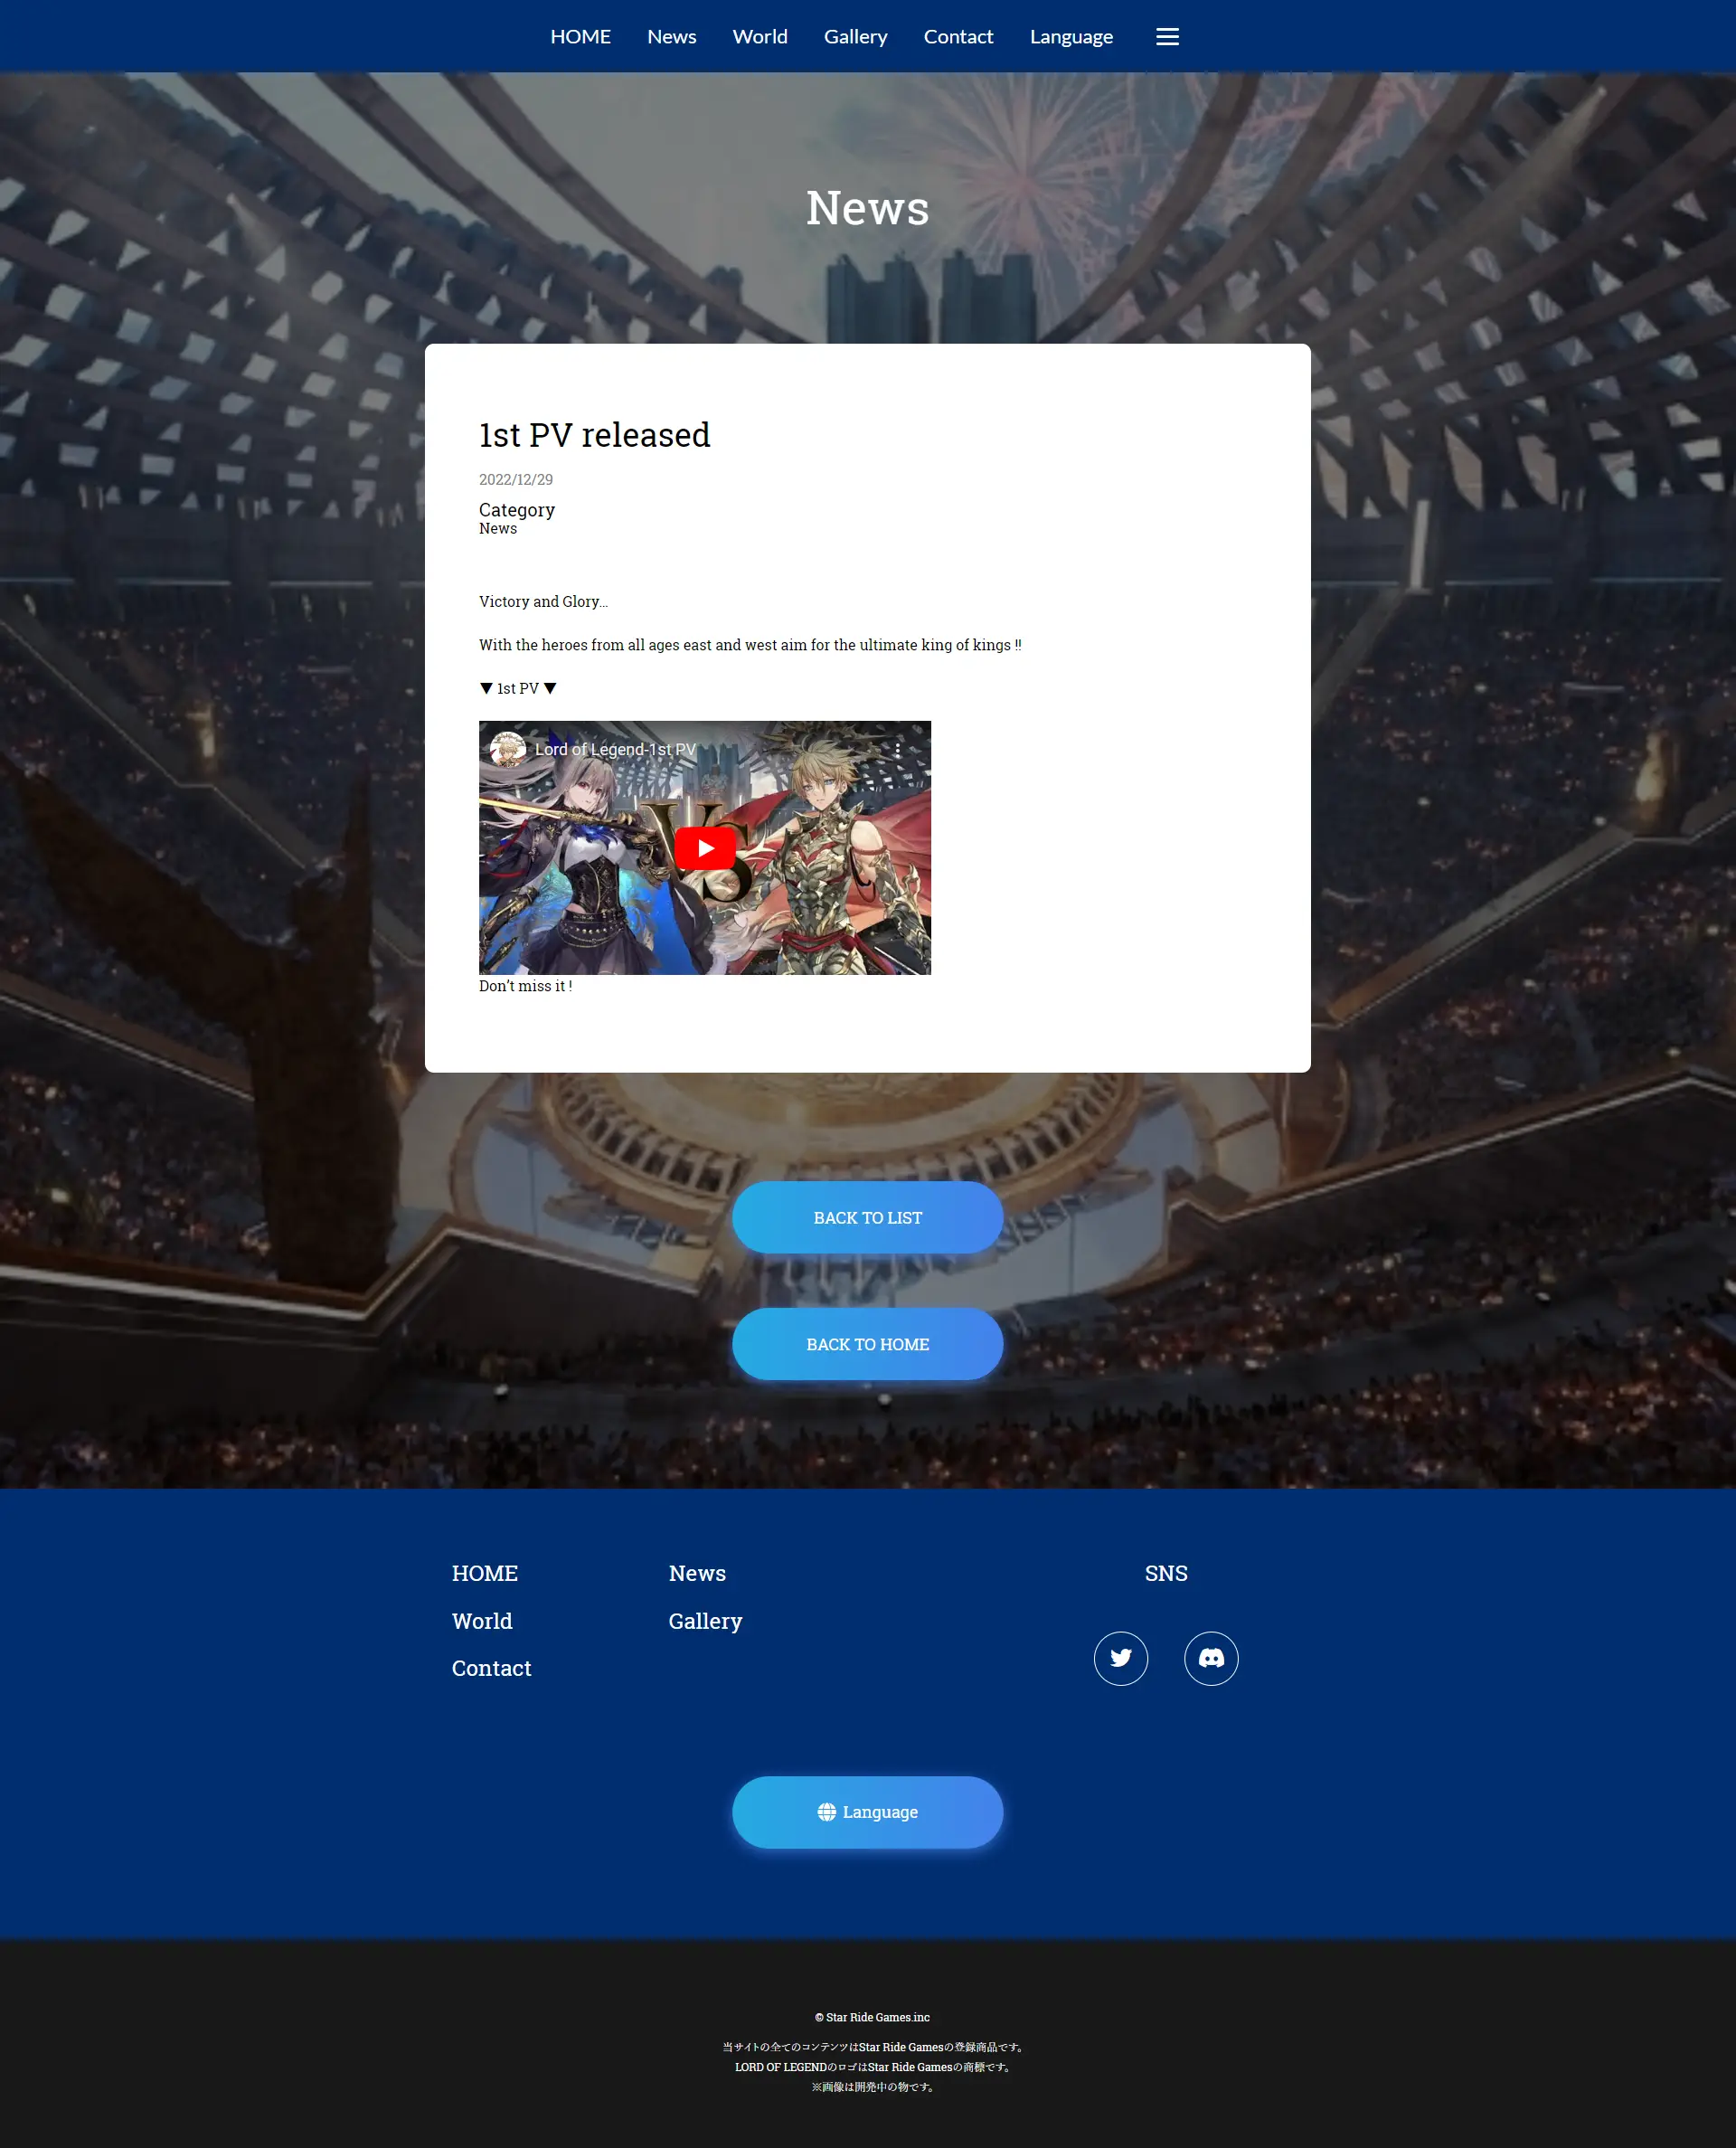 HOME News World Gallery Contact Language
News
1st PV released
2022/12/29
Category
News
Victory and Glory...
With the heroes from all ages east and west aim for the ultimate king of kings !!
▼ 1st PV ▼
Lord of Legend-1st PV
VS
Don’t miss it !
BACK TO LIST
BACK TO HOME
HOME News SNS
World Gallery
Contact
Language
© Star Ride Games.inc
当サイトの全てのコンテンツはStar Ride Gamesの登録商品です。
LORD OF LEGENDのロゴはStar Ride Gamesの商標です。
※画像は開発中の物です。